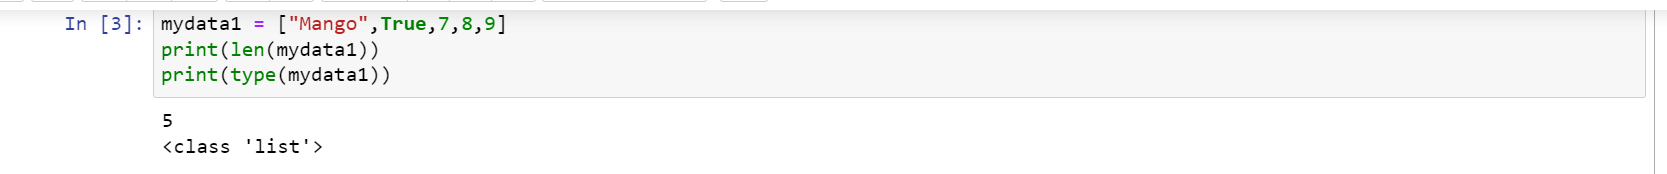 In [3]: mydata1 = ["Mango",True,7,8,9]
print(len(mydata1))
print(type(mydata1))
5
<class 'list'>